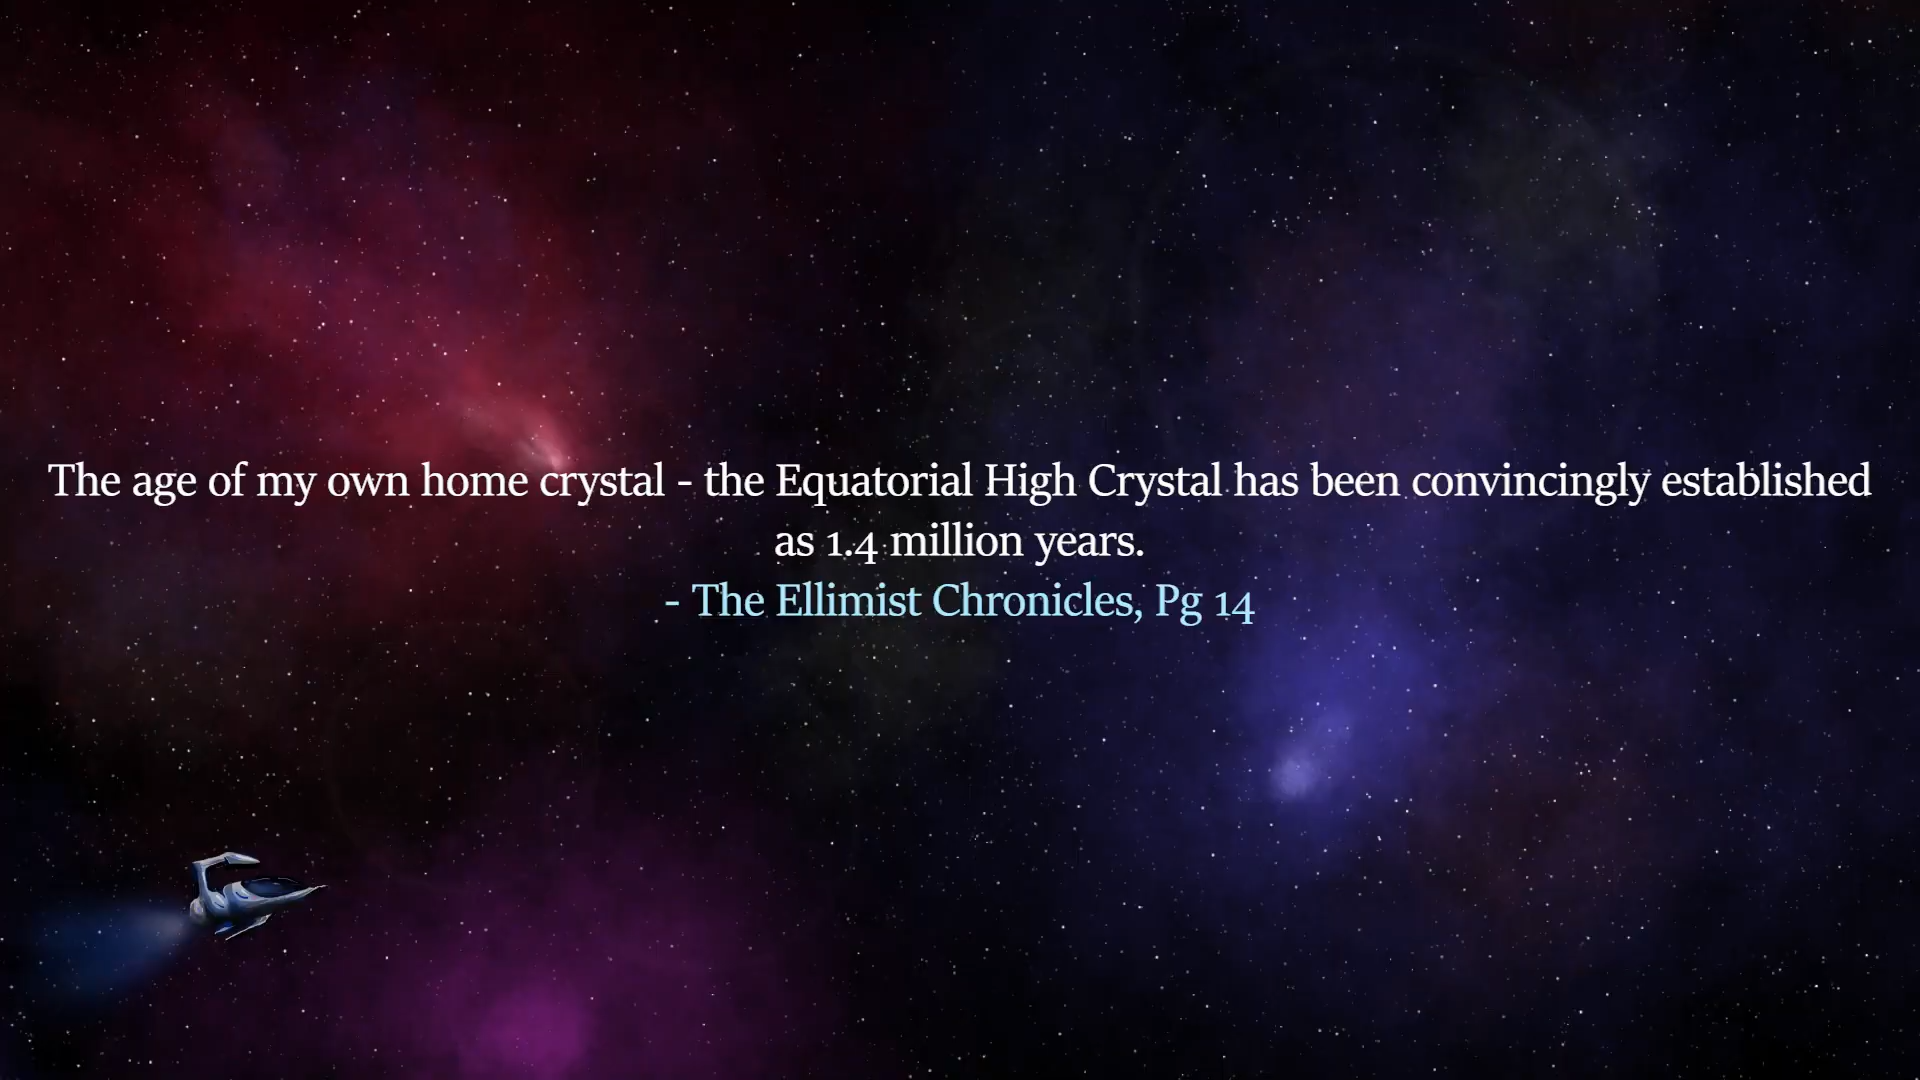 The age of my own home crystal - the Equatorial High Crystal has been convincingly established
as 1.4 million years.
- The Ellimist Chronicles, Pg 14